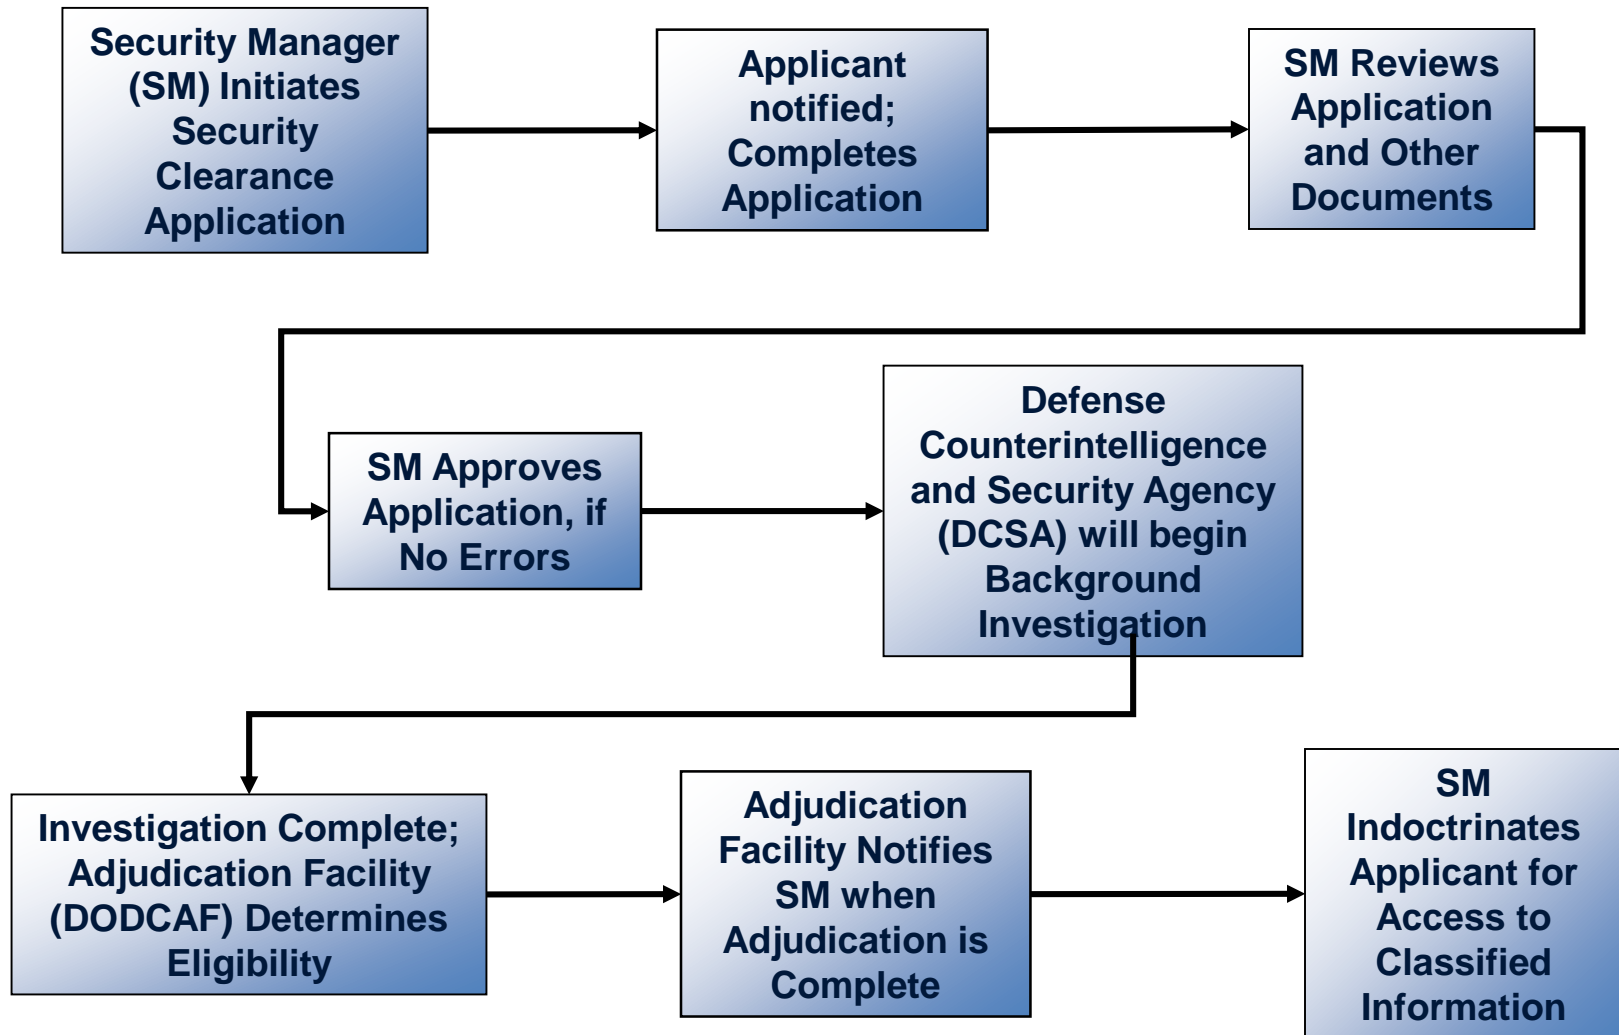 Security Manager
(SM) Initiates
Security
Clearance
Application
Applicant
notified;
Completes
Application
SM Reviews
Application
and Other
Documents
SM Approves
Application, if
No Errors
Defense
Counterintelligence
and Security Agency
(DCSA) will begin
Background
Investigation
Investigation Complete;
Adjudication Facility
(DODCAF) Determines
Eligibility
Adjudication
Facility Notifies
SM when
Adjudication is
Complete
SM
Indoctrinates
Applicant for
Access to
Classified
Information